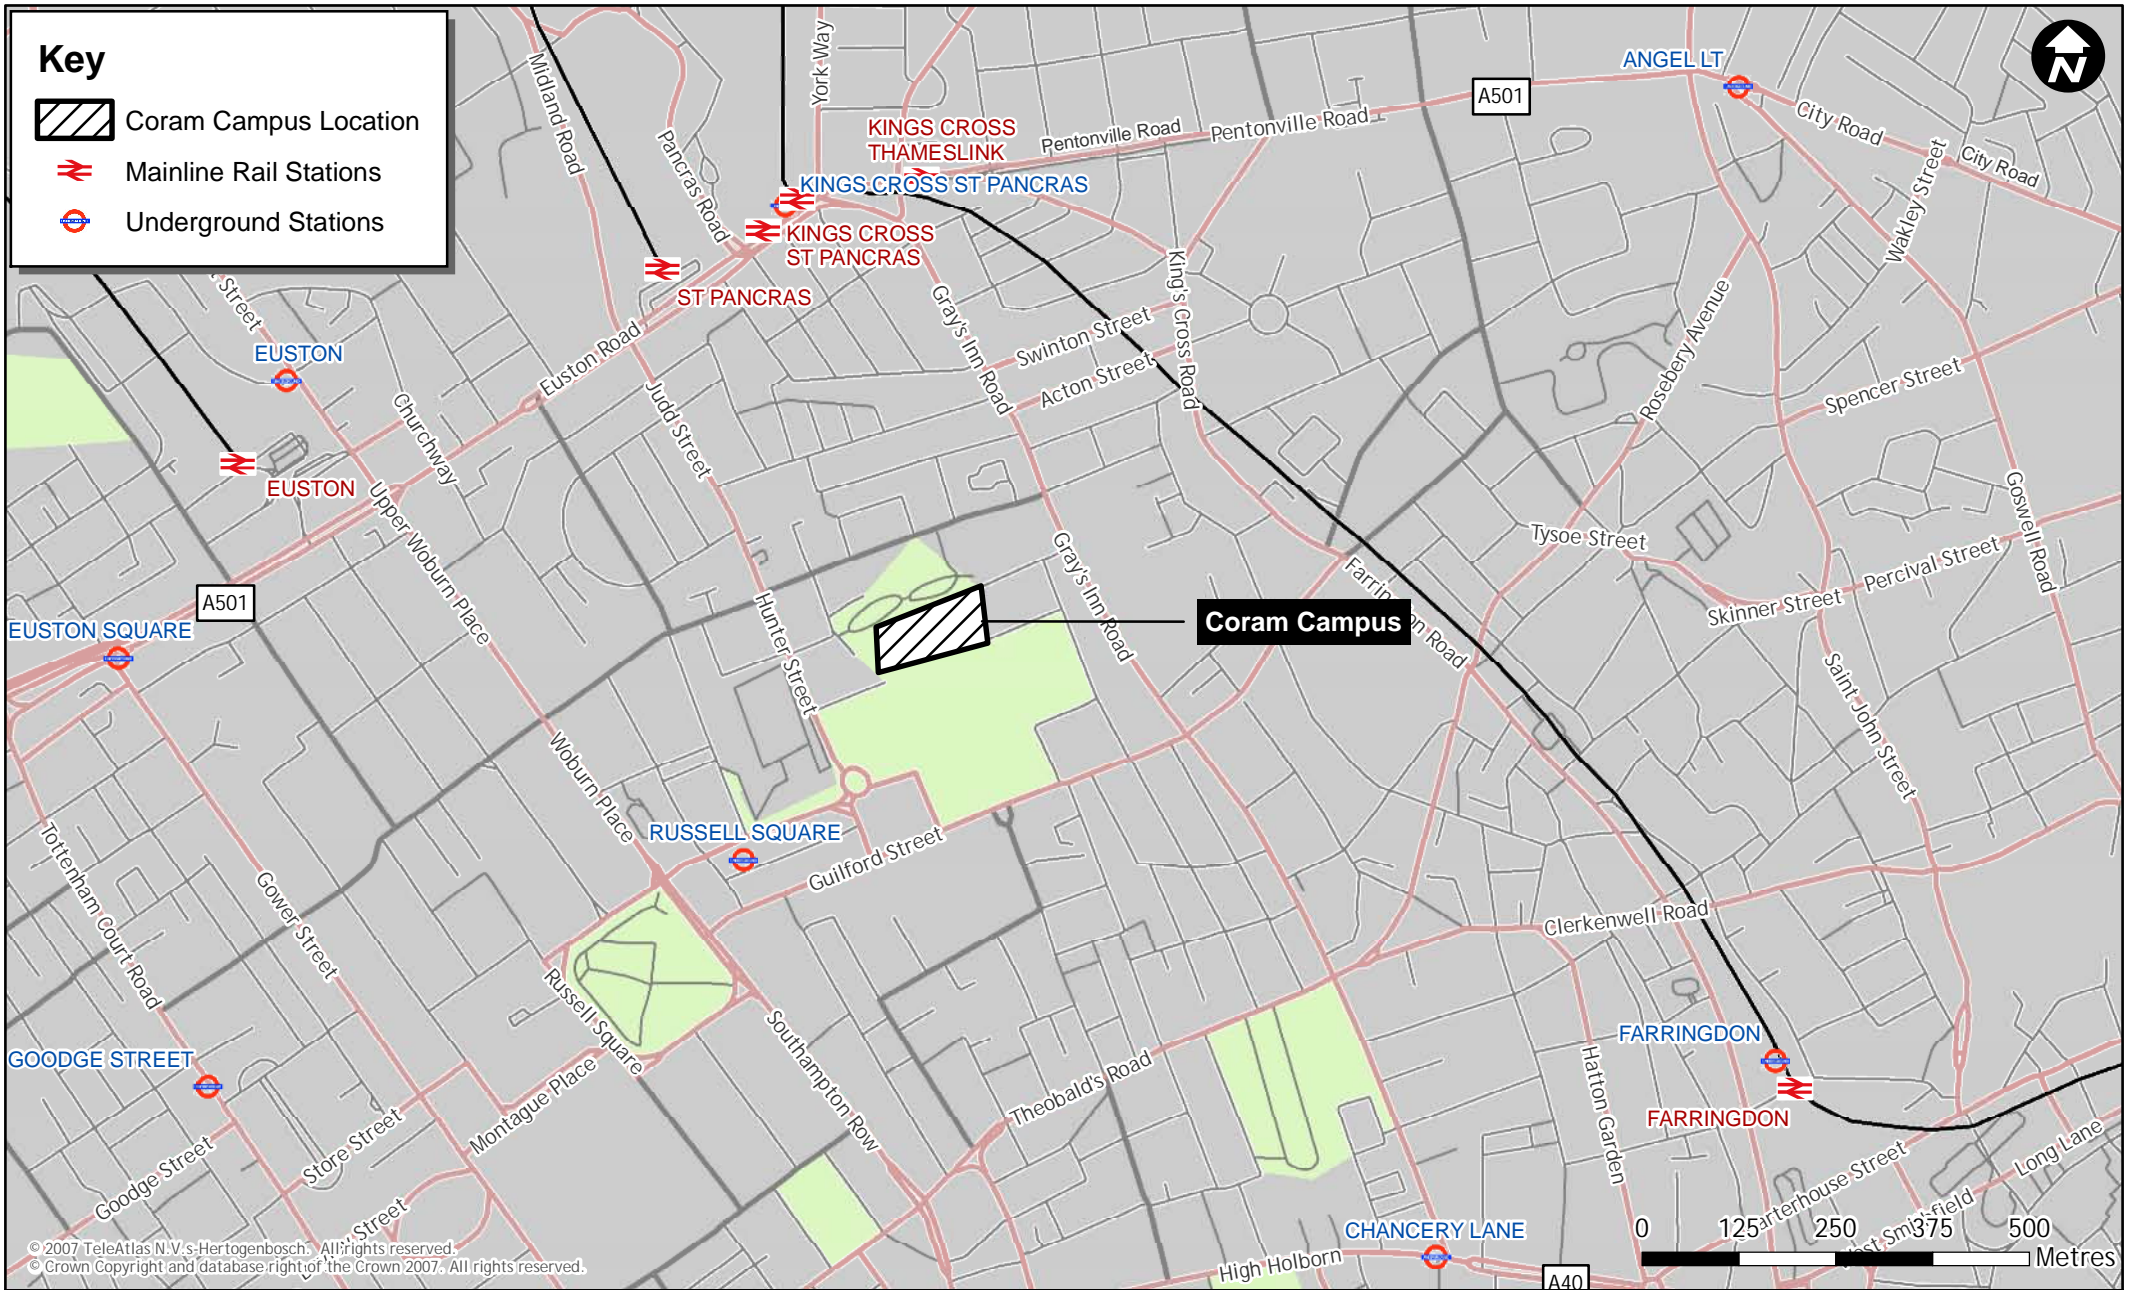 Key
Coram Campus Location
Mainline Rail Stations
Underground Stations
Midland Road
York Way
Pancras Road
KINGS CROSS
THAMESLINK
Pentonville Road
Pentonville Road
A501
ANGEL LT
City Road
City Road
Wakley Street
N
KINGS CROSS ST PANCRAS
KINGS CROSS
ST PANCRAS
ST PANCRAS
Street
EUSTON
Churchway
Euston Road
Judd Street
Gray's Inn Road
Swinton Street
Acton Street
King's Cross Road
Rosebery Avenue
Spencer Street
EUSTON
Upper Woburn Place
Goswell Road
Tysoe Street
Percival Street
Skinner Street
A501
EUSTON SQUARE
Hunter Street
Gray's Inn Road
Coram Campus
Road
Saint John Street
Woburn Place
RUSSELL SQUARE
Guilford Street
Tottenham Court Road
Gower Street
Clerkenwell Road
Russell Square
Southampton Row
GOODGE STREET
Montague Place
Store Street
Goodge Street
Street
Theobald's Road
Hatton Garden
FARRINGDON
FARRINGDON
Long Lane
Street
CHANCERY LANE
High Holborn
A40
0 125 250 375 500
Metres
© 2007 TeleAtlas N.V.s-Hertogenbosch. All rights reserved.
© Crown Copyright and database right of the Crown 2007. All rights reserved.